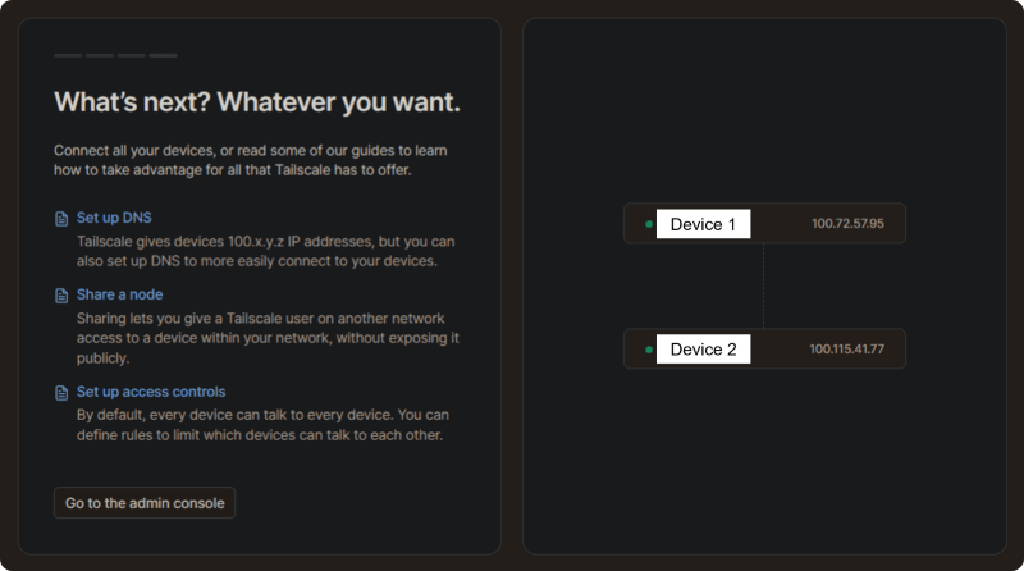 What's next? Whatever you want.
Connect all your devices, or read some of our guides to learn
how to take advantage for all that Tailscale has to offer.
Set up DNS
Tailscale gives devices 100.x.y.z IP addresses, but you can
also set up DNS to more easily connect to your devices.
Share a node
Sharing lets you give a Tailscale user on another network
access to a device within your network, without exposing it
publicly.
Set up access controls
By default, every device can talk to every device. You can
define rules to limit which devices can talk to each other.
Go to the admin console
Device 1 100.72.57.95
Device 2 100.115.41.77